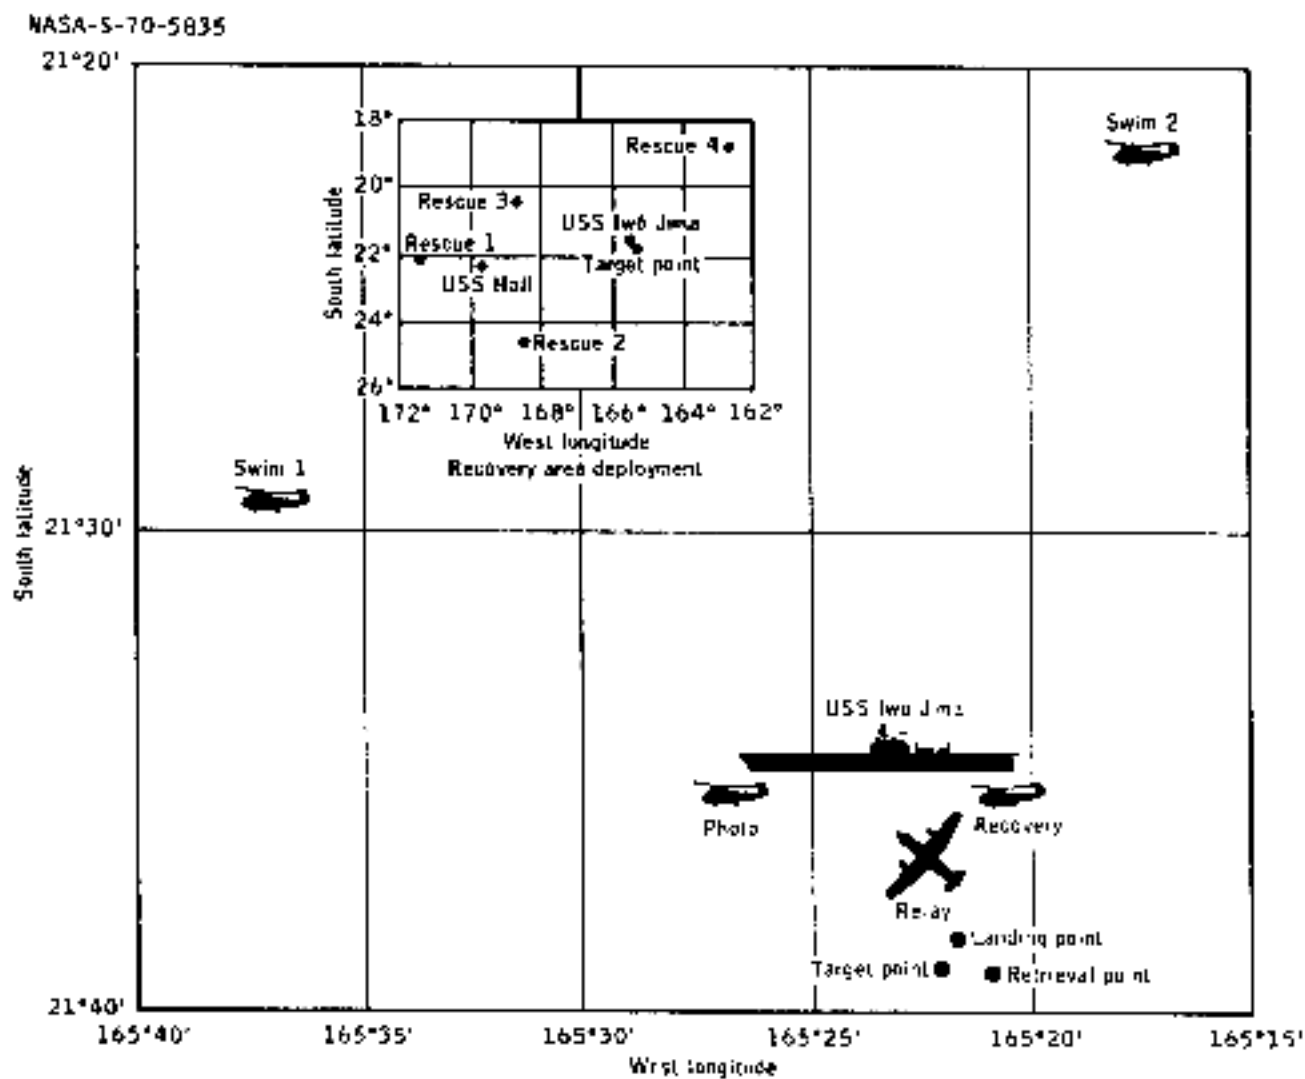 NASA-S-70-5835
21°20'
Swim 2
18°
Rescue 4
20°
Rescue 3
USS Iwo Jima
Rescue 1
22°
Target point
USS Hall
South latitude
24°
Rescue 2
26°
172° 170° 168° 166° 164° 162°
West longitude
Recovery area deployment
Swim 1
21°30'
South latitude
USS Iwo Jima
Photo
Recovery
Relay
Landing point
Target point
Retrieval point
21°40'
165°40' 165°35' 165°30' 165°25' 165°20' 165°15'
West longitude